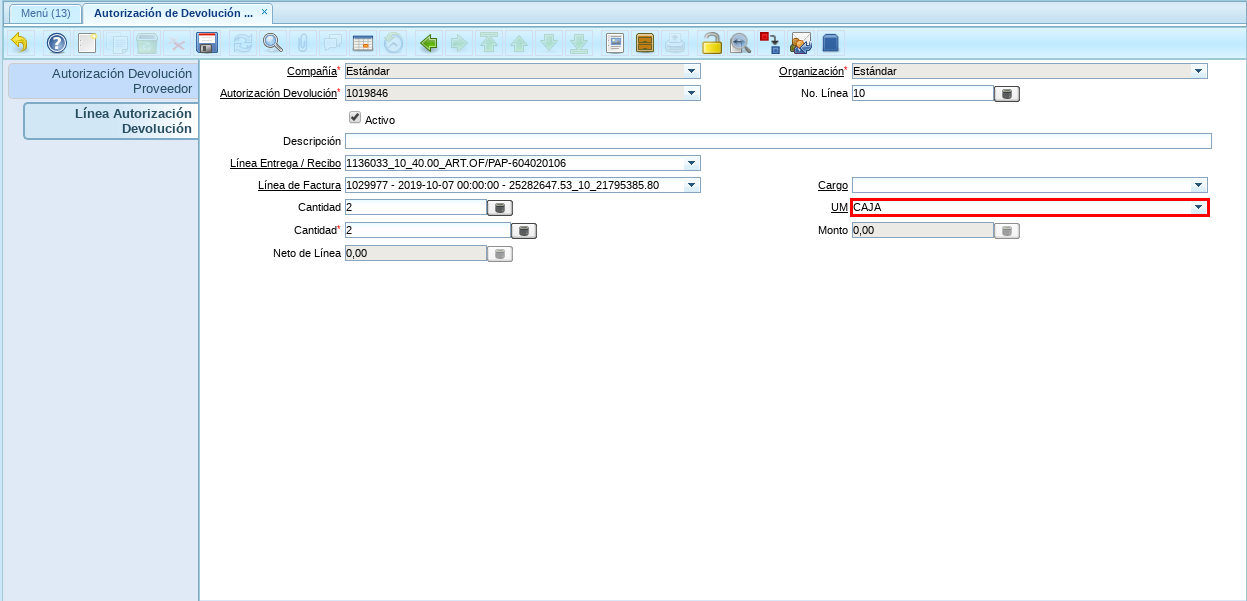 Menú (13)
Autorización de Devolución ...
Autorización Devolución
Proveedor
Línea Autorización
Devolución
Compañía* Estándar
Organización* Estándar
Autorización Devolución* 1019846
No. Línea 10
Activo
Descripción
Línea Entrega / Recibo 1136033_10_40.00_ART.OF/PAP-604020106
Línea de Factura 1029977 - 2019-10-07 00:00:00 - 25282647.53_10_21795385.80
Cargo
Cantidad 2
UM CAJA
Cantidad* 2
Monto 0,00
Neto de Línea 0,00